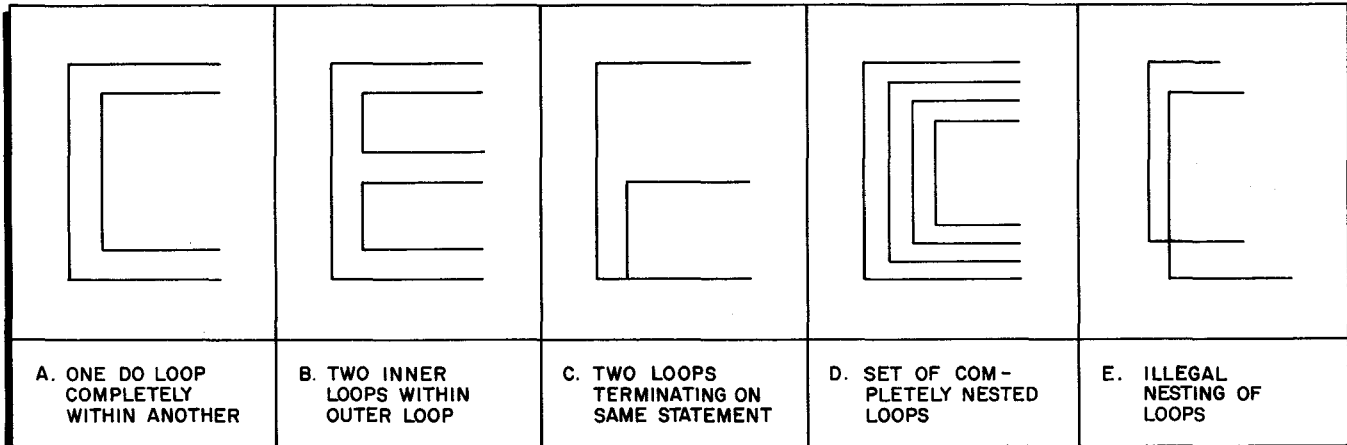 A. ONE DO LOOP
COMPLETELY
WITHIN ANOTHER
B. TWO INNER
LOOPS WITHIN
OUTER LOOP
C. TWO LOOPS
TERMINATING ON
SAME STATEMENT
D. SET OF COM-
PLETELY NESTED
LOOPS
E. ILLEGAL
NESTING OF
LOOPS